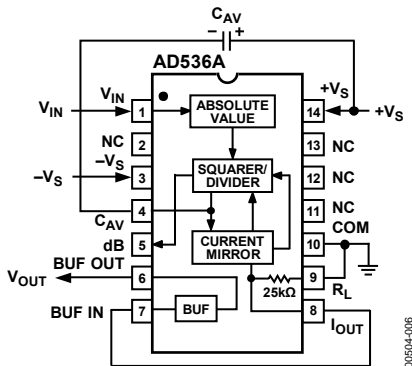 C_AV
− +
AD536A
V_IN
V_IN
1
ABSOLUTE
VALUE
14
+V_S
+V_S
NC
2
13
NC
−V_S
−V_S
3
SQUARER/
DIVIDER
12
NC
C_AV
4
11
NC
dB
5
CURRENT
MIRROR
10
COM
BUF OUT
V_OUT
6
25kΩ
9
R_L
BUF IN
7
BUF
8
I_OUT
00504-006